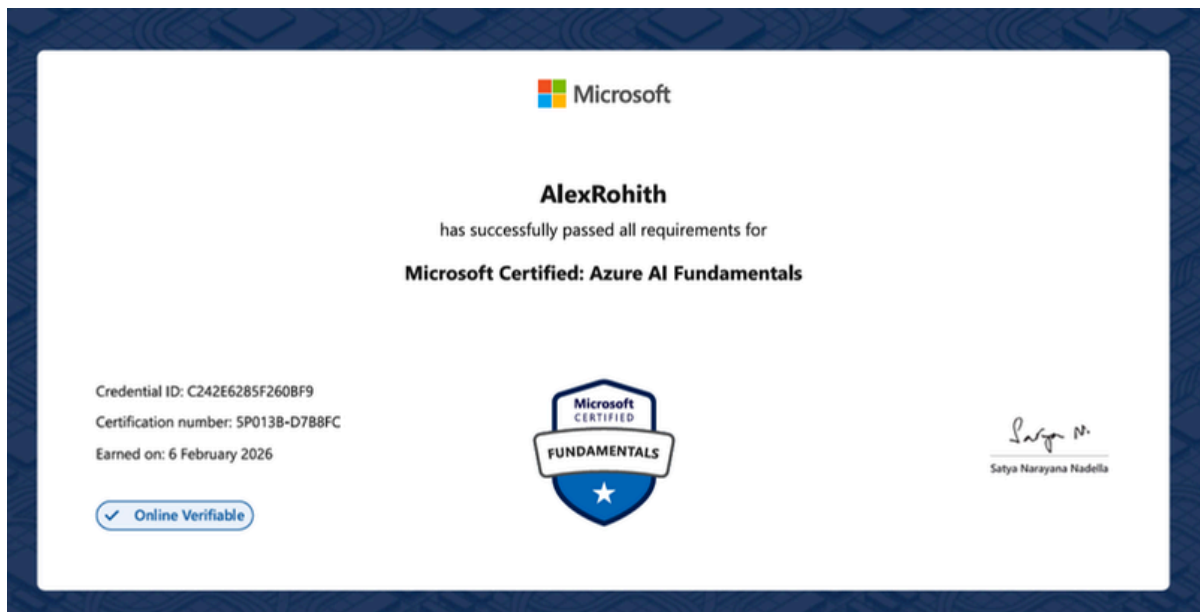 Microsoft
AlexRohith
has successfully passed all requirements for
Microsoft Certified: Azure AI Fundamentals
Credential ID: C242E6285F260BF9
Certification number: 5P013B-D7B8FC
Earned on: 6 February 2026
Online Verifiable
Microsoft
CERTIFIED
FUNDAMENTALS
Satya N.
Satya Narayana Nadella